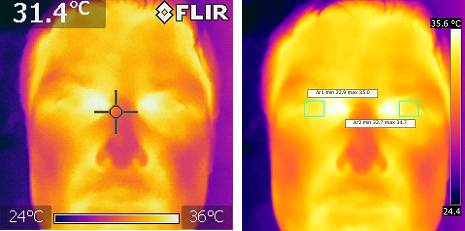 31.4°C
FLIR
24°C
36°C
35.6 °C
Ar1 min 32.9 max 35.0
Ar2 min 32.7 max 34.7
24.4